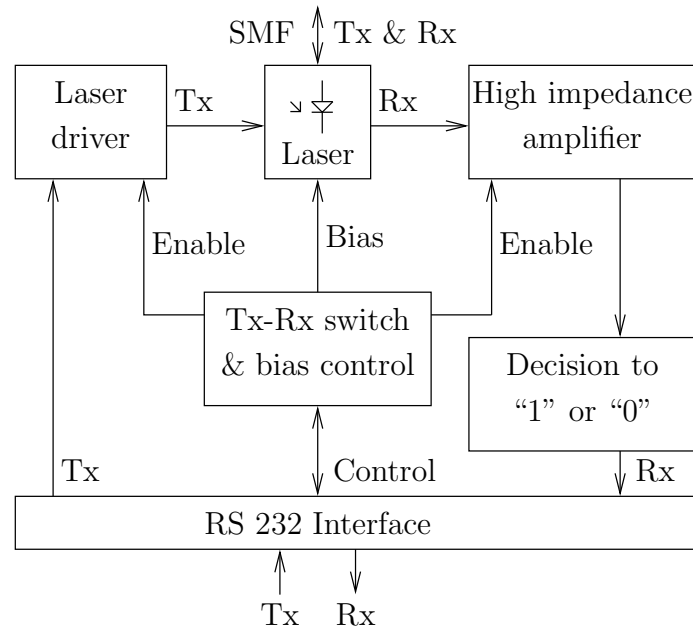 SMF
Tx & Rx
Laser
driver
Tx
Laser
Rx
High impedance
amplifier
Enable
Bias
Enable
Tx-Rx switch
& bias control
Decision to
“1” or “0”
Tx
Control
Rx
RS 232 Interface
Tx
Rx